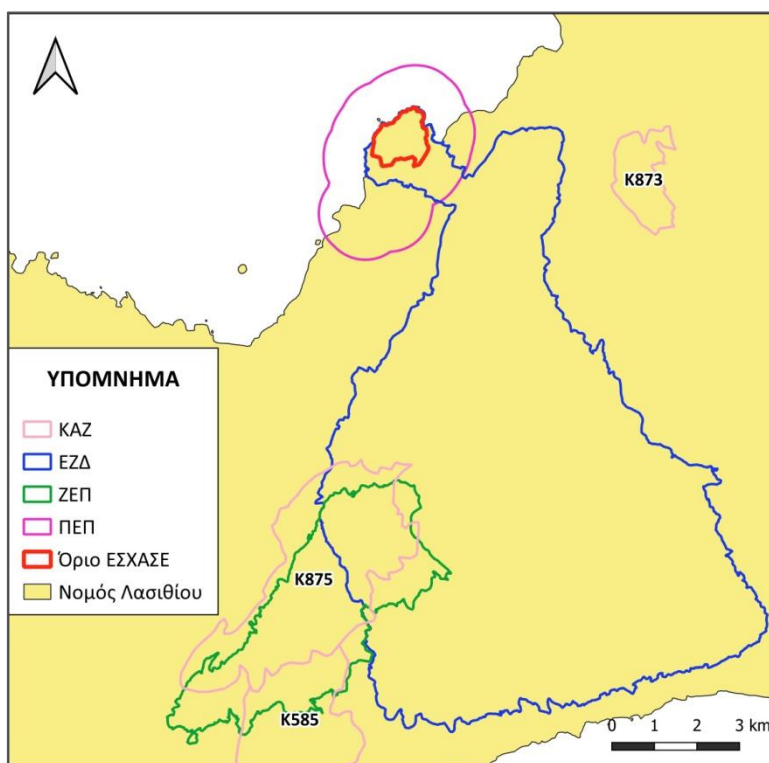 K873
ΥΠΟΜΝΗΜΑ
ΚΑΖ
ΕΖΔ
ΖΕΠ
ΠΕΠ
Όριο ΕΣΧΑΣΕ
Νομός Λασιθίου
K875
K585
0 1 2 3 km